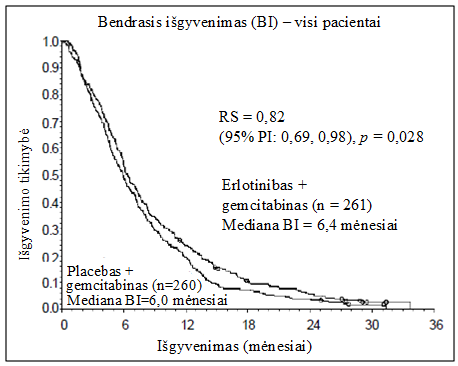 Bendrasis išgyvenimas (BI) – visi pacientai
Išgyvenimo tikimybė
1.0
0.9
0.8
0.7
0.6
0.5
0.4
0.3
0.2
0.1
0.0
RS = 0,82
(95% PI: 0,69, 0,98), p = 0,028
Erlotinibas +
gemcitabinas (n = 261)
Mediana BI = 6,4 mėnesiai
Placebas +
gemcitabinas (n=260)
Mediana BI=6,0 mėnesiai
0 6 12 18 24 30 36
Išgyvenimas (mėnesiai)